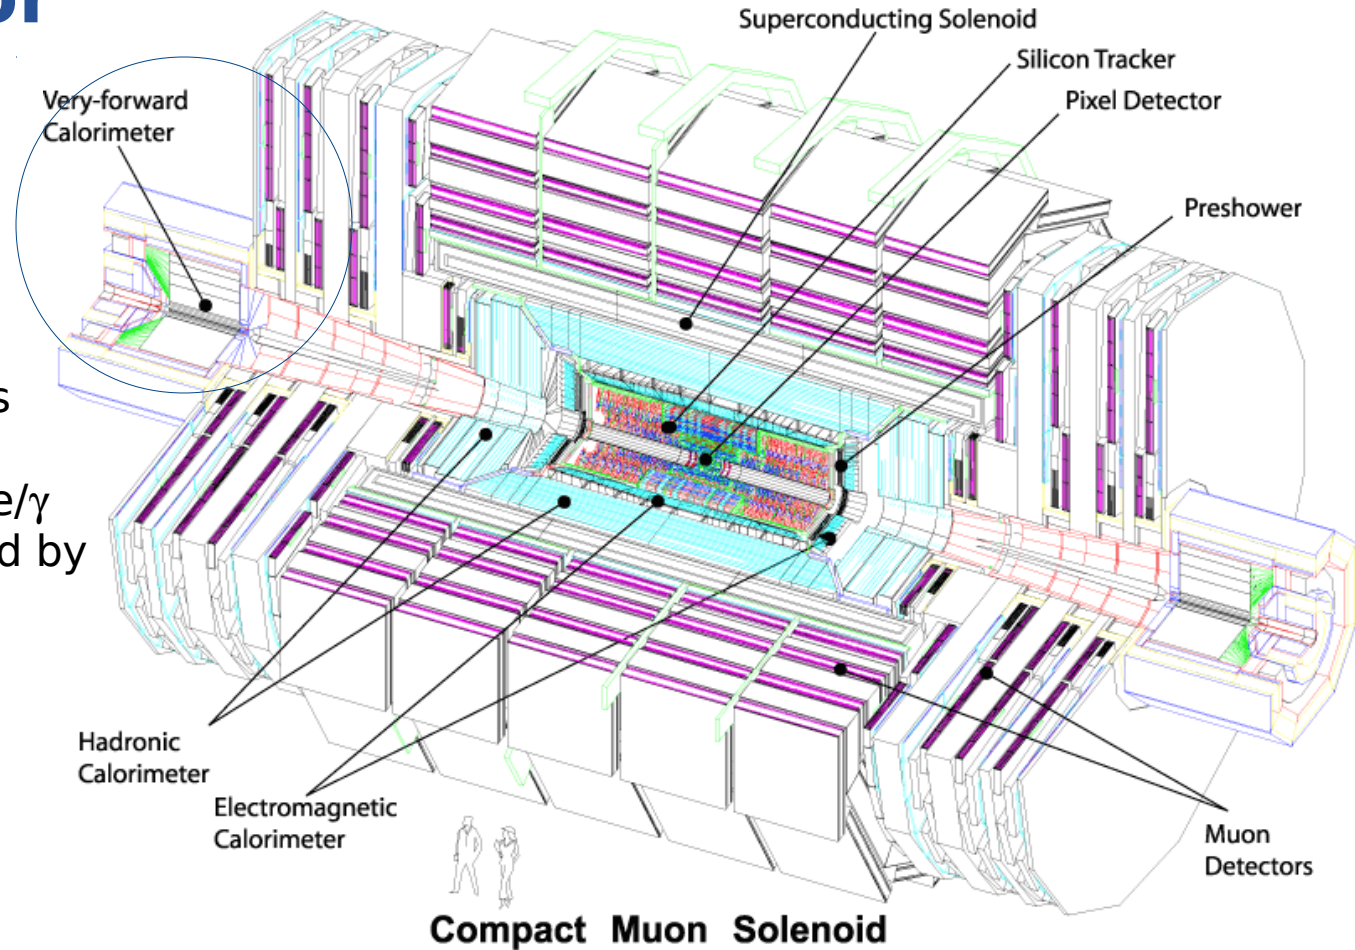 Superconducting Solenoid
Silicon Tracker
Pixel Detector
Very-forward
Calorimeter
Preshower
s
e/γ
d by
Hadronic
Calorimeter
Electromagnetic
Calorimeter
Muon
Detectors
Compact Muon Solenoid